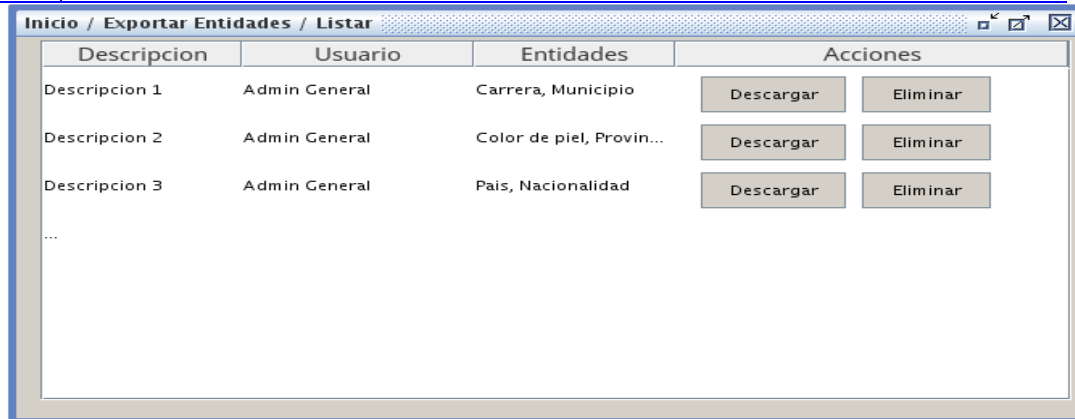 Inicio / Exportar Entidades / Listar
Descripcion Usuario Entidades Acciones
Descripcion 1 Admin General Carrera, Municipio Descargar Eliminar
Descripcion 2 Admin General Color de piel, Provin... Descargar Eliminar
Descripcion 3 Admin General Pais, Nacionalidad Descargar Eliminar
...